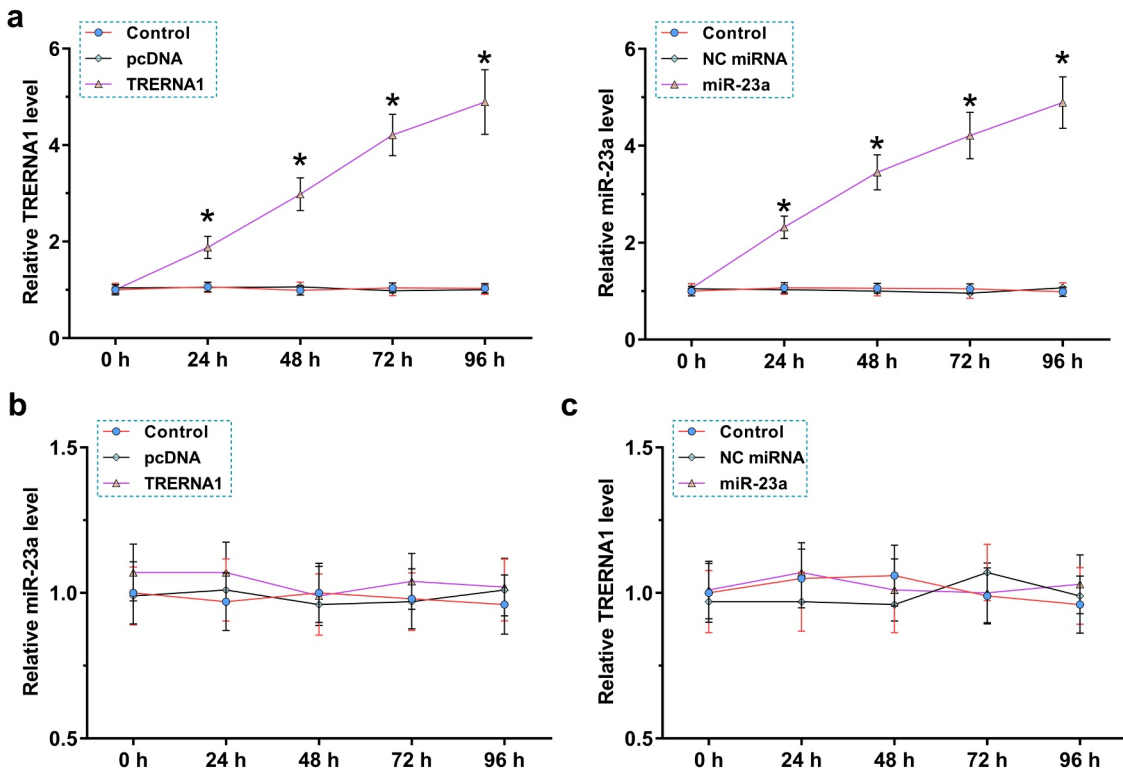 a
Control
pcDNA
TRERNA1
Relative TRERNA1 level
6
4
2
0
* * * *
0 h 24 h 48 h 72 h 96 h
Control
NC miRNA
miR-23a
Relative miR-23a level
6
4
2
0
* * * *
0 h 24 h 48 h 72 h 96 h
b
Control
pcDNA
TRERNA1
Relative miR-23a level
1.5
1.0
0.5
0 h 24 h 48 h 72 h 96 h
c
Control
NC miRNA
miR-23a
Relative TRERNA1 level
1.5
1.0
0.5
0 h 24 h 48 h 72 h 96 h